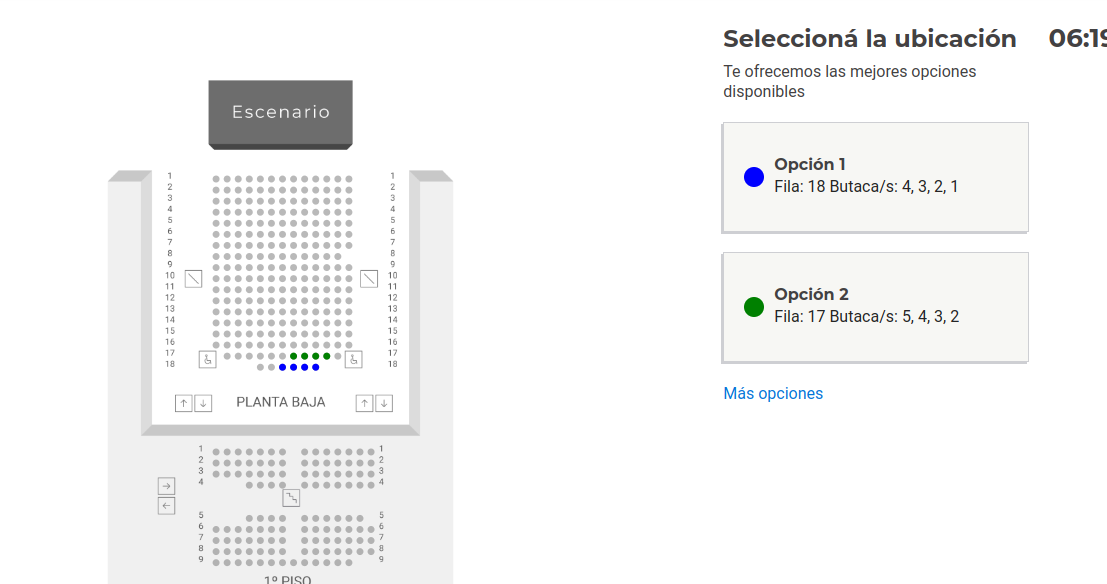 Seleccioná la ubicación
06:19
Te ofrecemos las mejores opciones
disponibles
Opción 1
Fila: 18 Butaca/s: 4, 3, 2, 1
Opción 2
Fila: 17 Butaca/s: 5, 4, 3, 2
Más opciones
Escenario
1 1
2 2
3 3
4 4
5 5
6 6
7 7
8 8
9 9
10 10
11 11
12 12
13 13
14 14
15 15
16 16
17 17
18 18
PLANTA BAJA
1 1
2 2
3 3
4 4
5 5
6 6
7 7
8 8
9 9
1º PISO